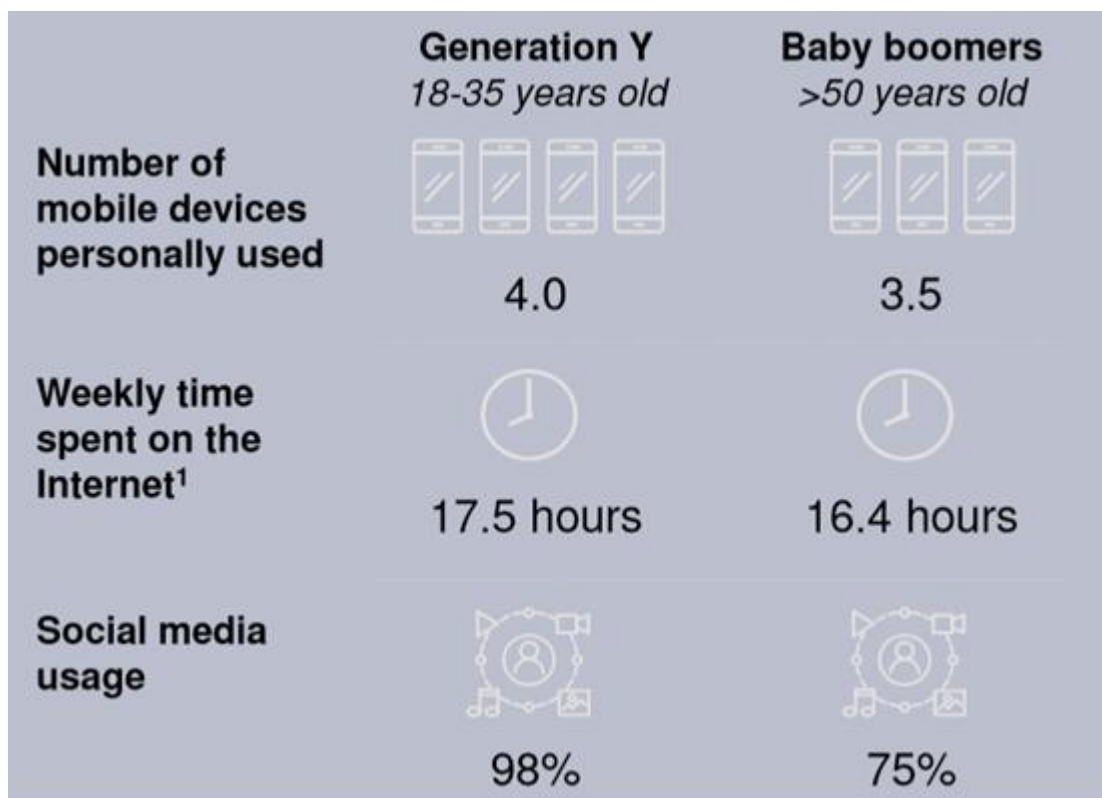 Generation Y
18-35 years old
Baby boomers
>50 years old
Number of
mobile devices
personally used
4.0
3.5
Weekly time
spent on the
Internet¹
17.5 hours
16.4 hours
Social media
usage
98%
75%